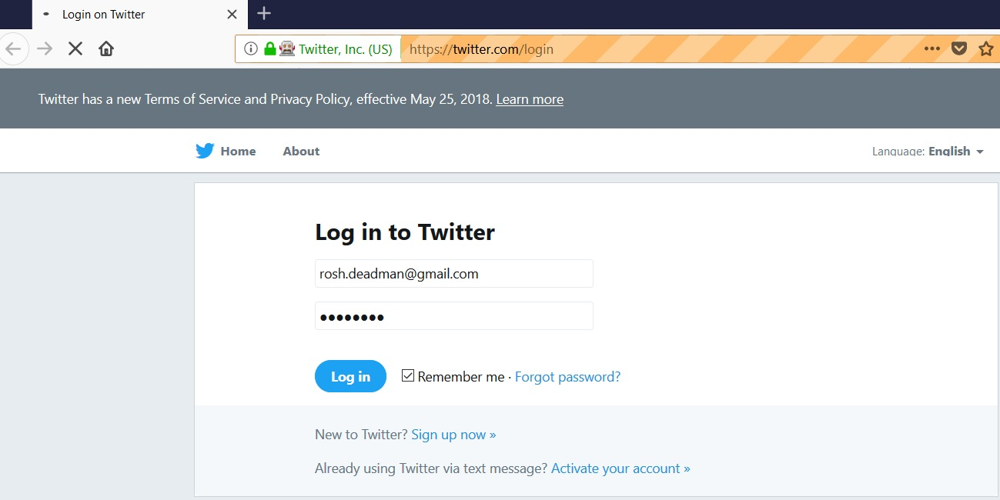 Login on Twitter
Twitter, Inc. (US) https://twitter.com/login
Twitter has a new Terms of Service and Privacy Policy, effective May 25, 2018. Learn more
Home About Language: English
Log in to Twitter
rosh.deadman@gmail.com
••••••••
Log in Remember me · Forgot password?
New to Twitter? Sign up now »
Already using Twitter via text message? Activate your account »